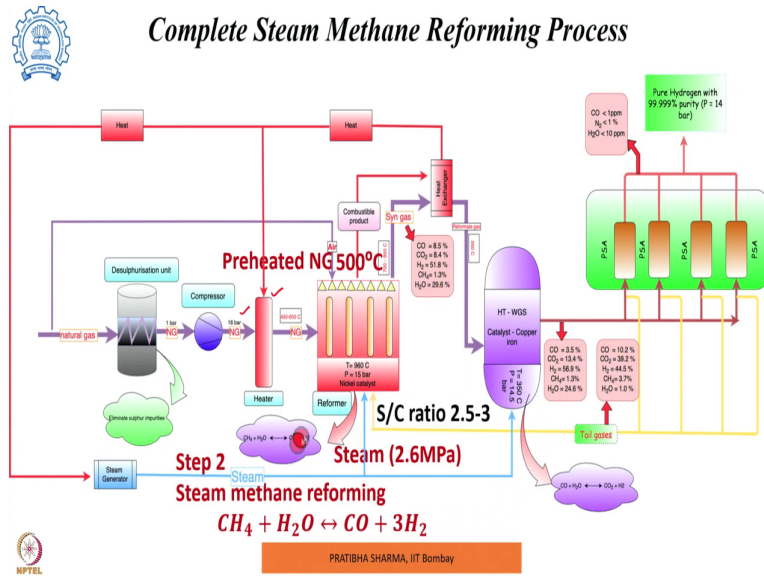 Complete Steam Methane Reforming Process
Heat
Heat
Pure Hydrogen with
99.999% purity (P = 14
bar)
CO < 1ppm
N₂ < 1 %
H2O < 10 ppm
Heat
Exchanger
Combustible
product
Syn gas
Reformate gas
CO = 8.5 %
CO₂ = 8.4 %
H₂ = 51.8 %
CH₄= 1.3%
H₂O = 29.6 %
PSA
PSA
PSA
PSA
Air
Preheated NG 500⁰C
Desulphurisation unit
Compressor
natural gas
1 bar
NG
16 bar
NG
NG
T= 960 C
P = 15 bar
Nickel catalyst
HT - WGS
Catalyst - Copper
iron
T= 350 C
P = 14.5
bar
CO = 3.5 %
CO₂ = 13.4 %
H₂ = 56.9 %
CH₄= 1.3%
H₂O = 24.6 %
CO = 10.2 %
CO₂ = 39.2 %
H₂ = 44.5 %
CH₄= 3.7%
H₂O = 1.0 %
Heater
Reformer
S/C ratio 2.5-3
Eliminate sulphur impurities
CH₄ + H₂O
Tail gases
Steam (2.6MPa)
Steam
Generator
Steam
Step 2
Steam methane reforming
CH₄ + H₂O ↔ CO + 3H₂
CO + H₂O ⟷ CO₂ + H2
NPTEL
PRATIBHA SHARMA, IIT Bombay